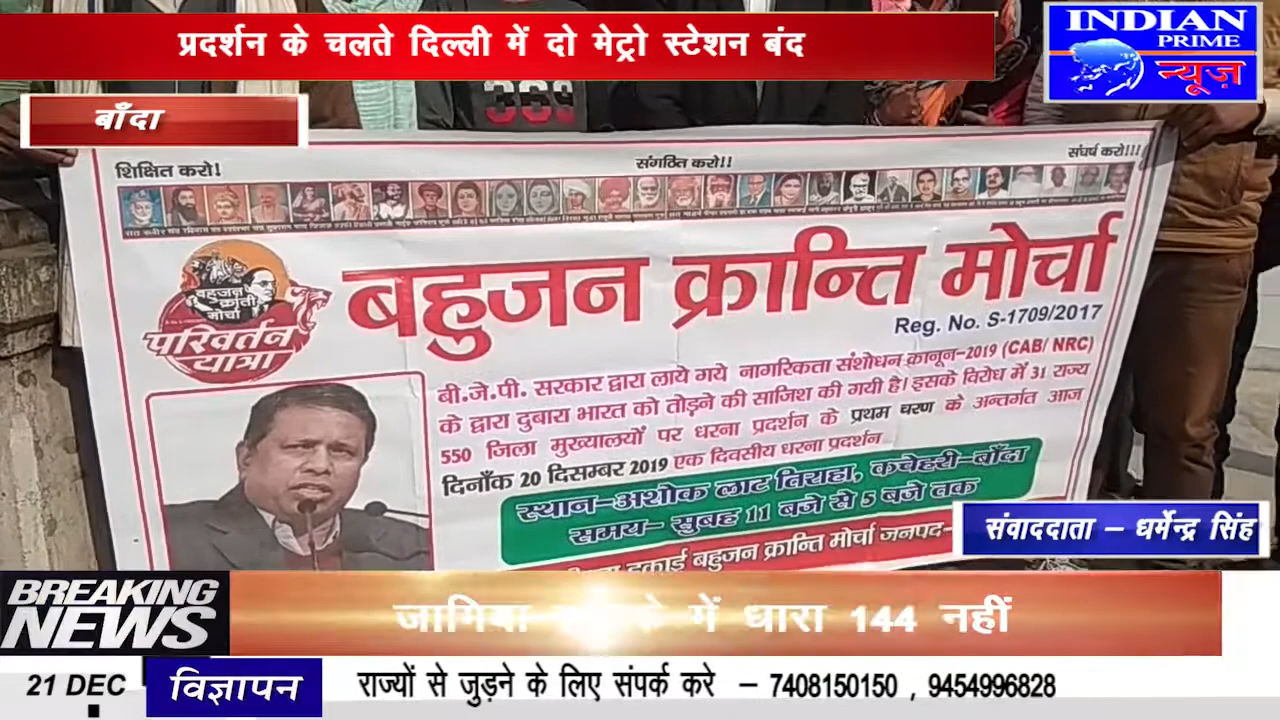 प्रदर्शन के चलते दिल्ली में दो मेट्रो स्टेशन बंद
INDIAN
PRIME
न्यूज़
बाँदा
369
शिक्षित करो!
संगठित करो!!
संघर्ष करो!!!
बहुजन क्रान्ति मोर्चा
Reg. No. S-1709/2017
बहुजन
क्रांती
मोर्चा
परिवर्तन
यात्रा
बी.जे.पी. सरकार द्वारा लाये गये नागरिकता संशोधन कानून-2019 (CAB/ NRC)
के द्वारा दुबारा भारत को तोड़ने की साजिश की गयी है। इसके विरोध में 31 राज्य
550 जिला मुख्यालयों पर धरना प्रदर्शन के प्रथम चरण के अन्तर्गत आज
दिनाँक 20 दिसम्बर 2019 एक दिवसीय धरना प्रदर्शन
स्थान-अशोक लाट तिराहा, कचेहरी-बाँदा
समय- सुबह 11 बजे से 5 बजे तक
इकाई बहुजन क्रान्ति मोर्चा जनपद-
संवाददाता – धर्मेन्द्र सिंह
BREAKING
NEWS
जामिया में धारा 144 नहीं
21 DEC
विज्ञापन
राज्यों से जुड़ने के लिए संपर्क करे – 7408150150 , 9454996828